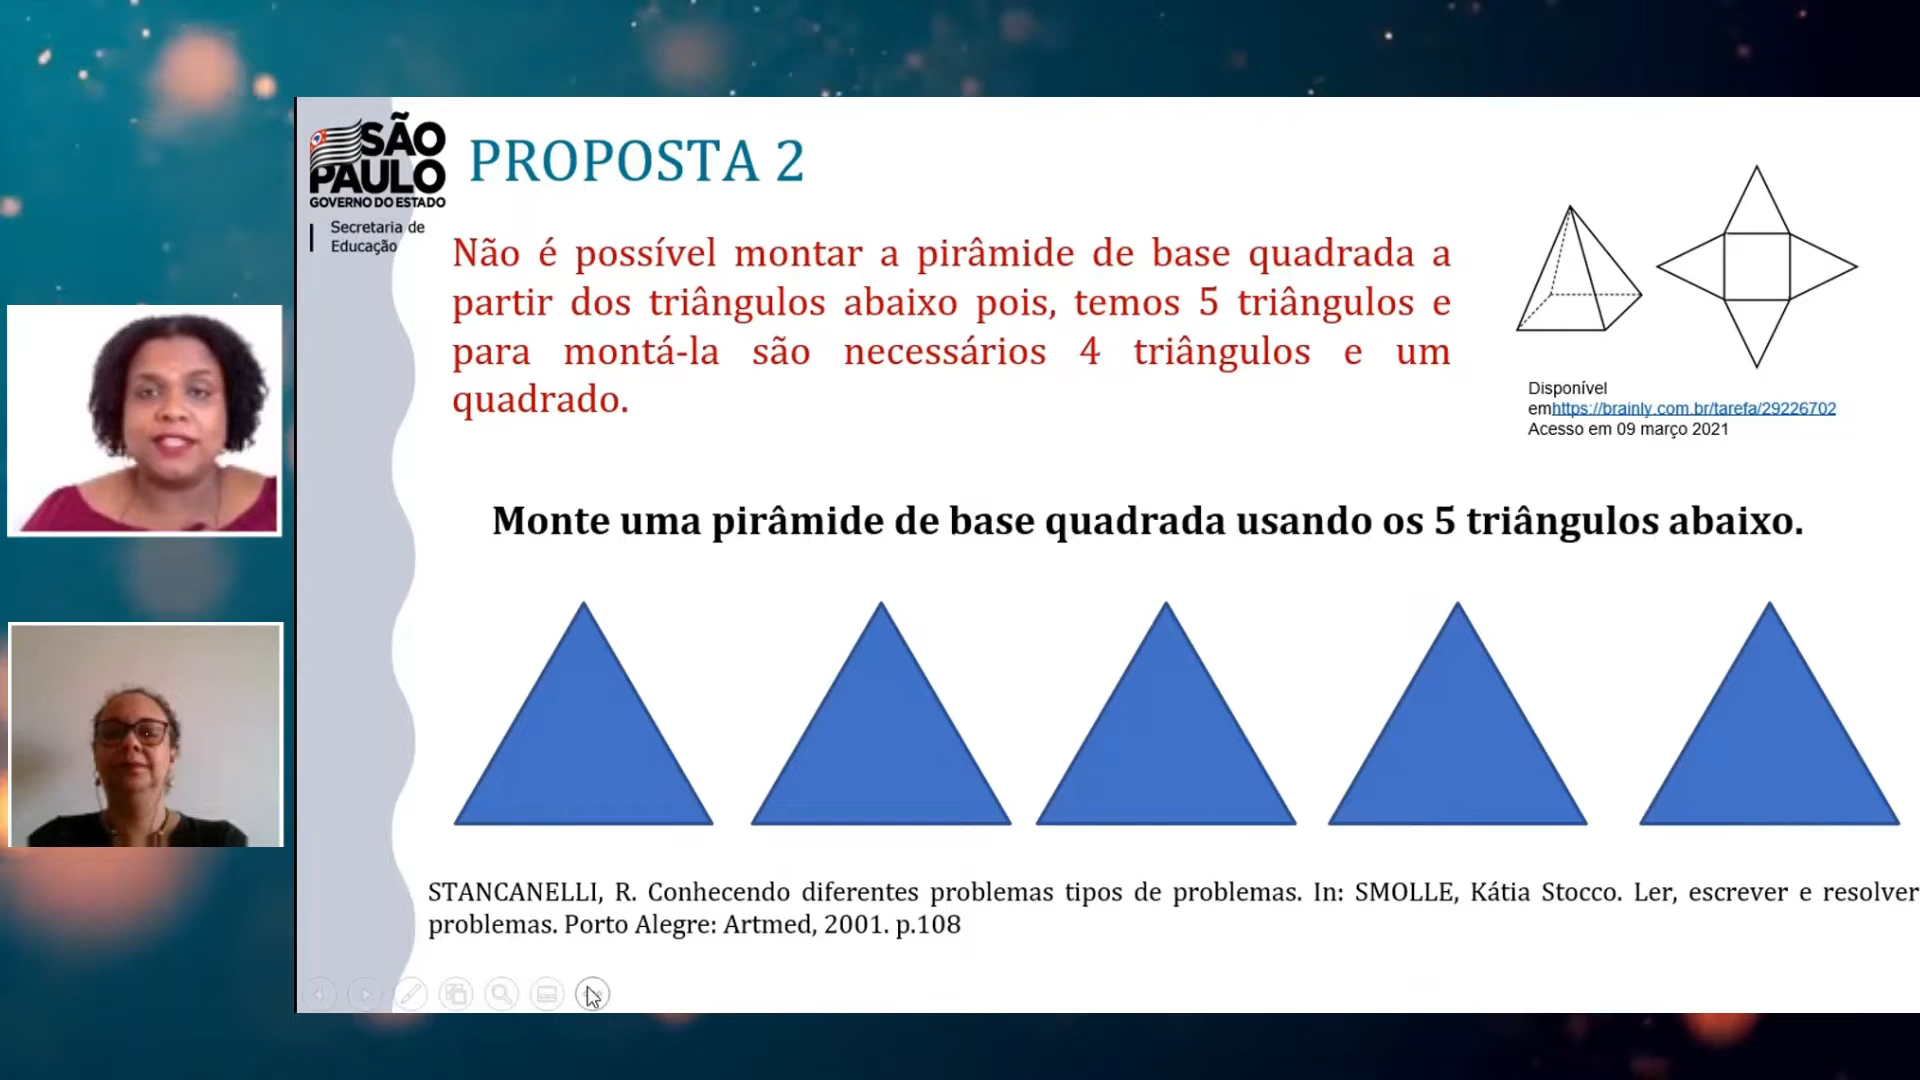 SÃO
PAULO
GOVERNO DO ESTADO
Secretaria de
Educação
PROPOSTA 2
Não é possível montar a pirâmide de base quadrada a
partir dos triângulos abaixo pois, temos 5 triângulos e
para montá-la são necessários 4 triângulos e um
quadrado.
Disponível
emhttps://brainly.com.br/tarefa/29226702
Acesso em 09 março 2021
Monte uma pirâmide de base quadrada usando os 5 triângulos abaixo.
STANCANELLI, R. Conhecendo diferentes problemas tipos de problemas. In: SMOLLE, Kátia Stocco. Ler, escrever e resolver
problemas. Porto Alegre: Artmed, 2001. p.108